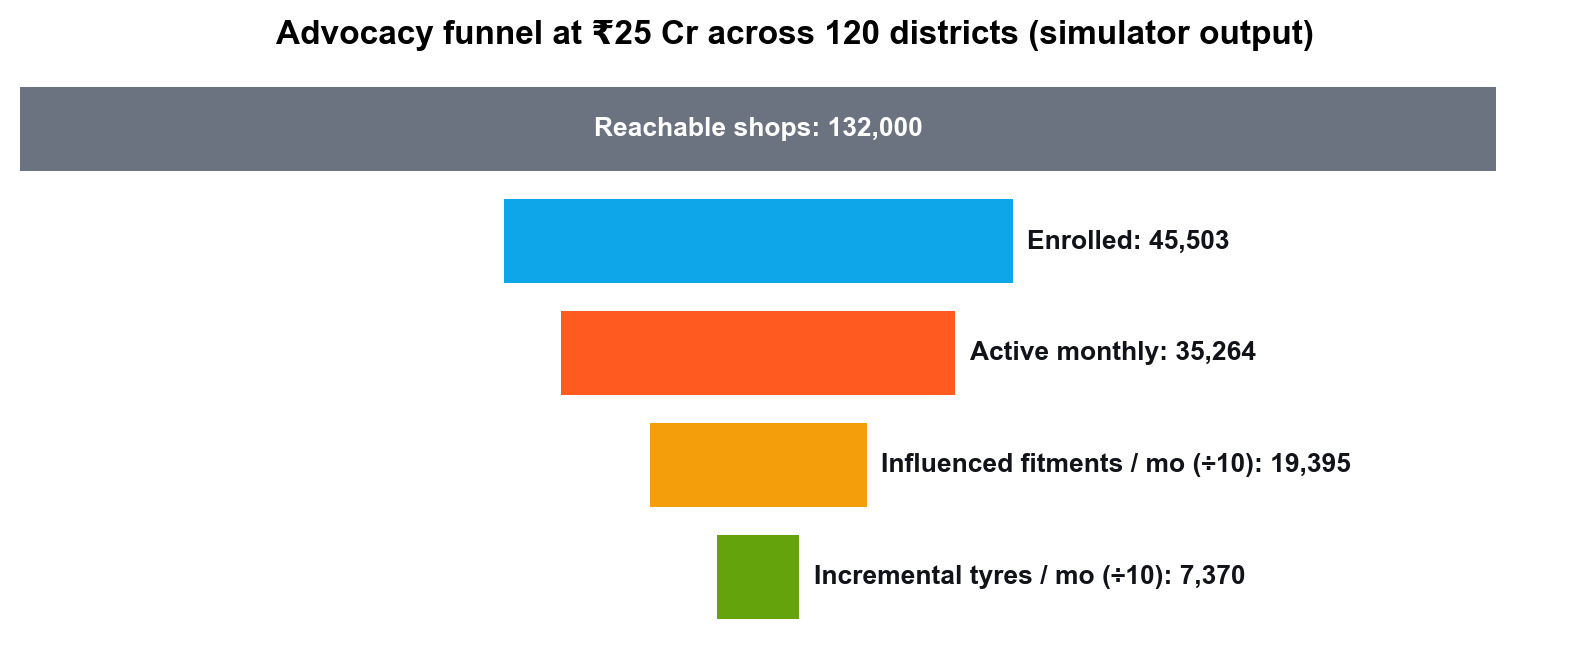 Advocacy funnel at ₹25 Cr across 120 districts (simulator output)
Reachable shops: 132,000
Enrolled: 45,503
Active monthly: 35,264
Influenced fitments / mo (÷10): 19,395
Incremental tyres / mo (÷10): 7,370